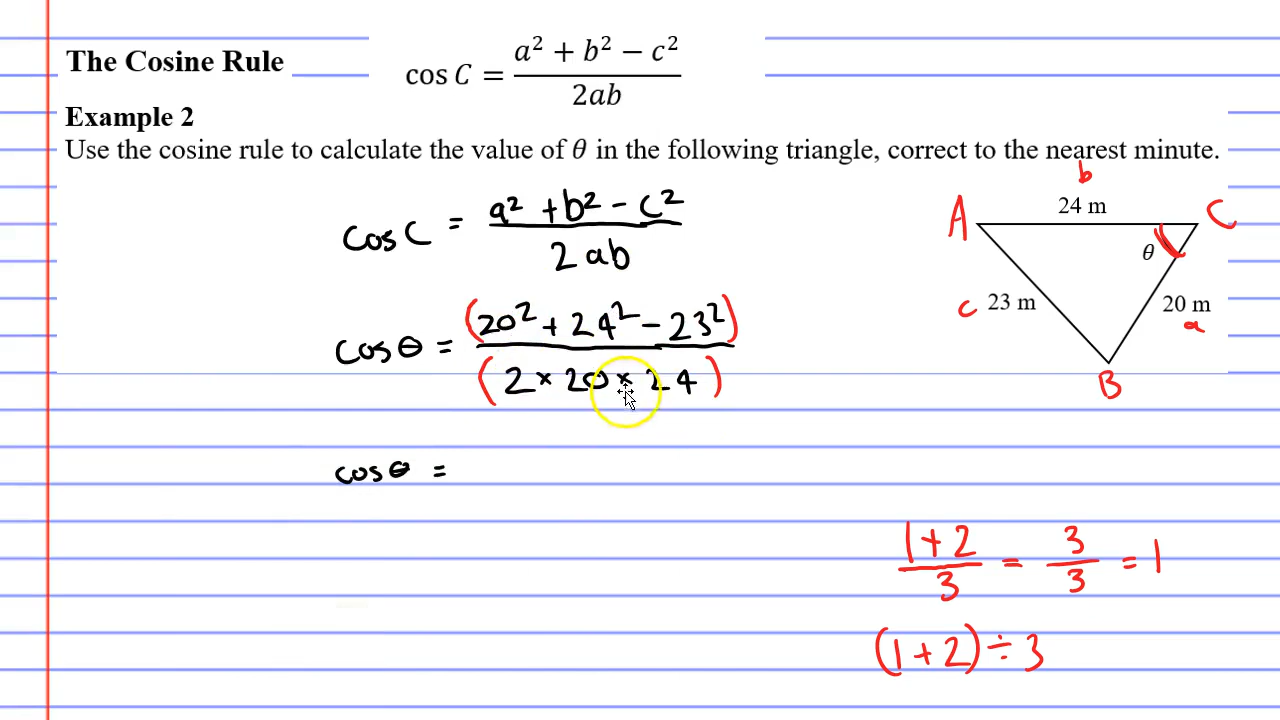 The Cosine Rule
cos C = (a² + b² − c²) / 2ab
Example 2
Use the cosine rule to calculate the value of θ in the following triangle, correct to the nearest minute.
cos C = (a² + b² − c²) / 2ab
cos θ = (20² + 24² − 23²) / (2 × 20 × 24)
cos θ =
b
24 m
A
C
θ
c 23 m
20 m
a
B
(1 + 2) / 3 = 3 / 3 = 1
(1 + 2) ÷ 3